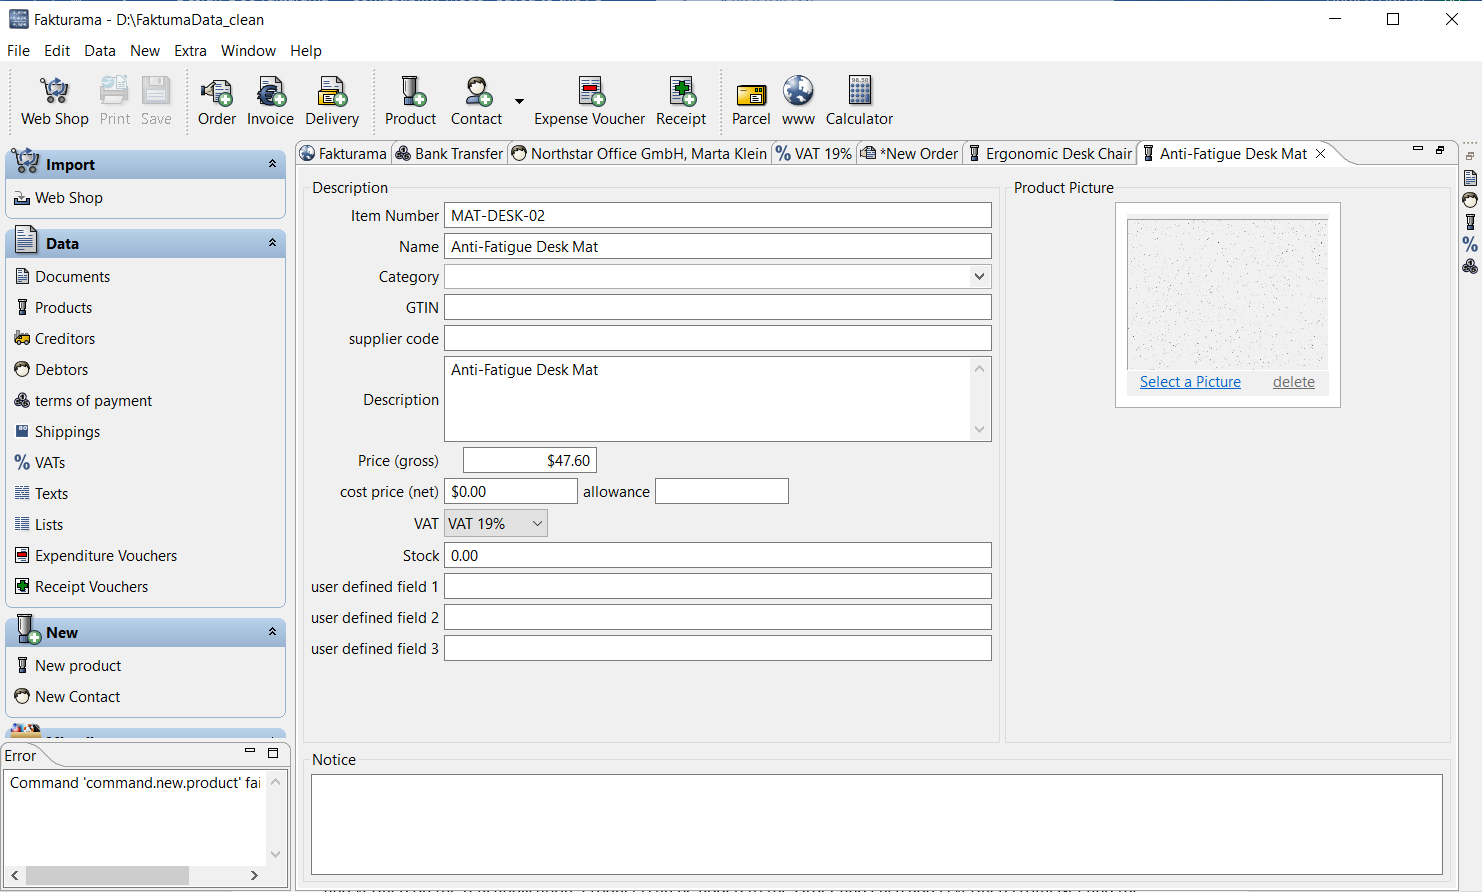 Fakturama - D:\FaktumaData_clean
File Edit Data New Extra Window Help
Web Shop Print Save Order Invoice Delivery Product Contact Expense Voucher Receipt Parcel www Calculator
Import
Web Shop
Data
Documents
Products
Creditors
Debtors
terms of payment
Shippings
VATs
Texts
Lists
Expenditure Vouchers
Receipt Vouchers
New
New product
New Contact
Error
Command 'command.new.product' fai
Fakturama Bank Transfer Northstar Office GmbH, Marta Klein VAT 19% *New Order Ergonomic Desk Chair Anti-Fatigue Desk Mat
Description
Item Number MAT-DESK-02
Name Anti-Fatigue Desk Mat
Category
GTIN
supplier code
Description Anti-Fatigue Desk Mat
Price (gross) $47.60
cost price (net) $0.00 allowance
VAT VAT 19%
Stock 0.00
user defined field 1
user defined field 2
user defined field 3
Product Picture
Select a Picture delete
Notice